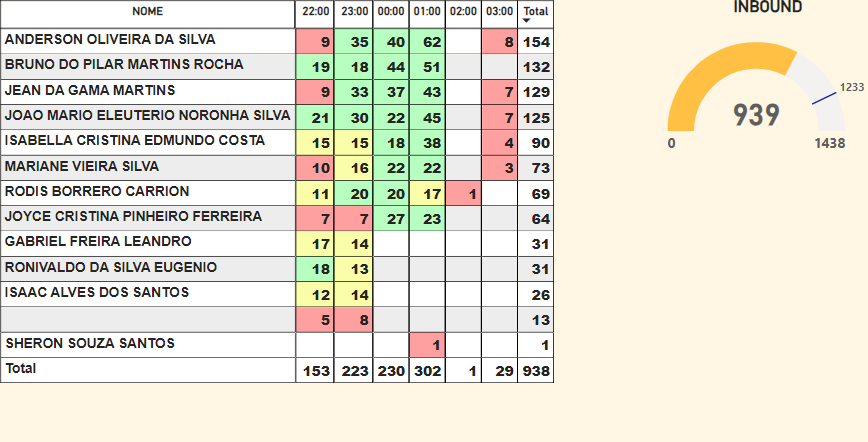 NOME 22:00 23:00 00:00 01:00 02:00 03:00 Total
ANDERSON OLIVEIRA DA SILVA 9 35 40 62 8 154
BRUNO DO PILAR MARTINS ROCHA 19 18 44 51 132
JEAN DA GAMA MARTINS 9 33 37 43 7 129
JOAO MARIO ELEUTERIO NORONHA SILVA 21 30 22 45 7 125
ISABELLA CRISTINA EDMUNDO COSTA 15 15 18 38 4 90
MARIANE VIEIRA SILVA 10 16 22 22 3 73
RODIS BORRERO CARRION 11 20 20 17 1 69
JOYCE CRISTINA PINHEIRO FERREIRA 7 7 27 23 64
GABRIEL FREIRA LEANDRO 17 14 31
RONIVALDO DA SILVA EUGENIO 18 13 31
ISAAC ALVES DOS SANTOS 12 14 26
5 8 13
SHERON SOUZA SANTOS 1 1
Total 153 223 230 302 1 29 938
INBOUND
1233
939
0 1438